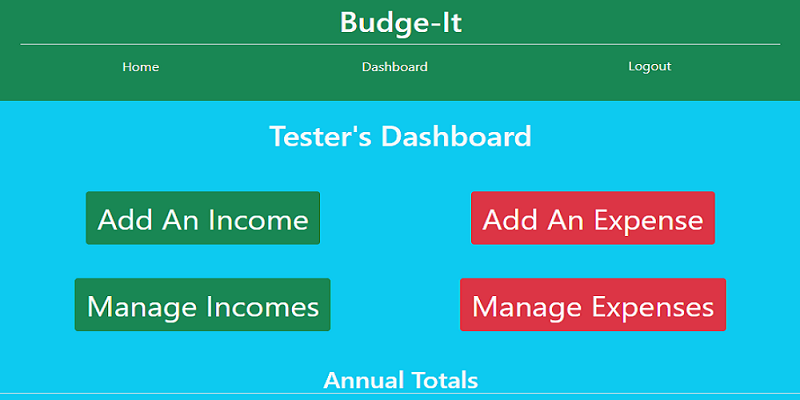 Budge-It
Home Dashboard Logout
Tester's Dashboard
Add An Income Add An Expense
Manage Incomes Manage Expenses
Annual Totals